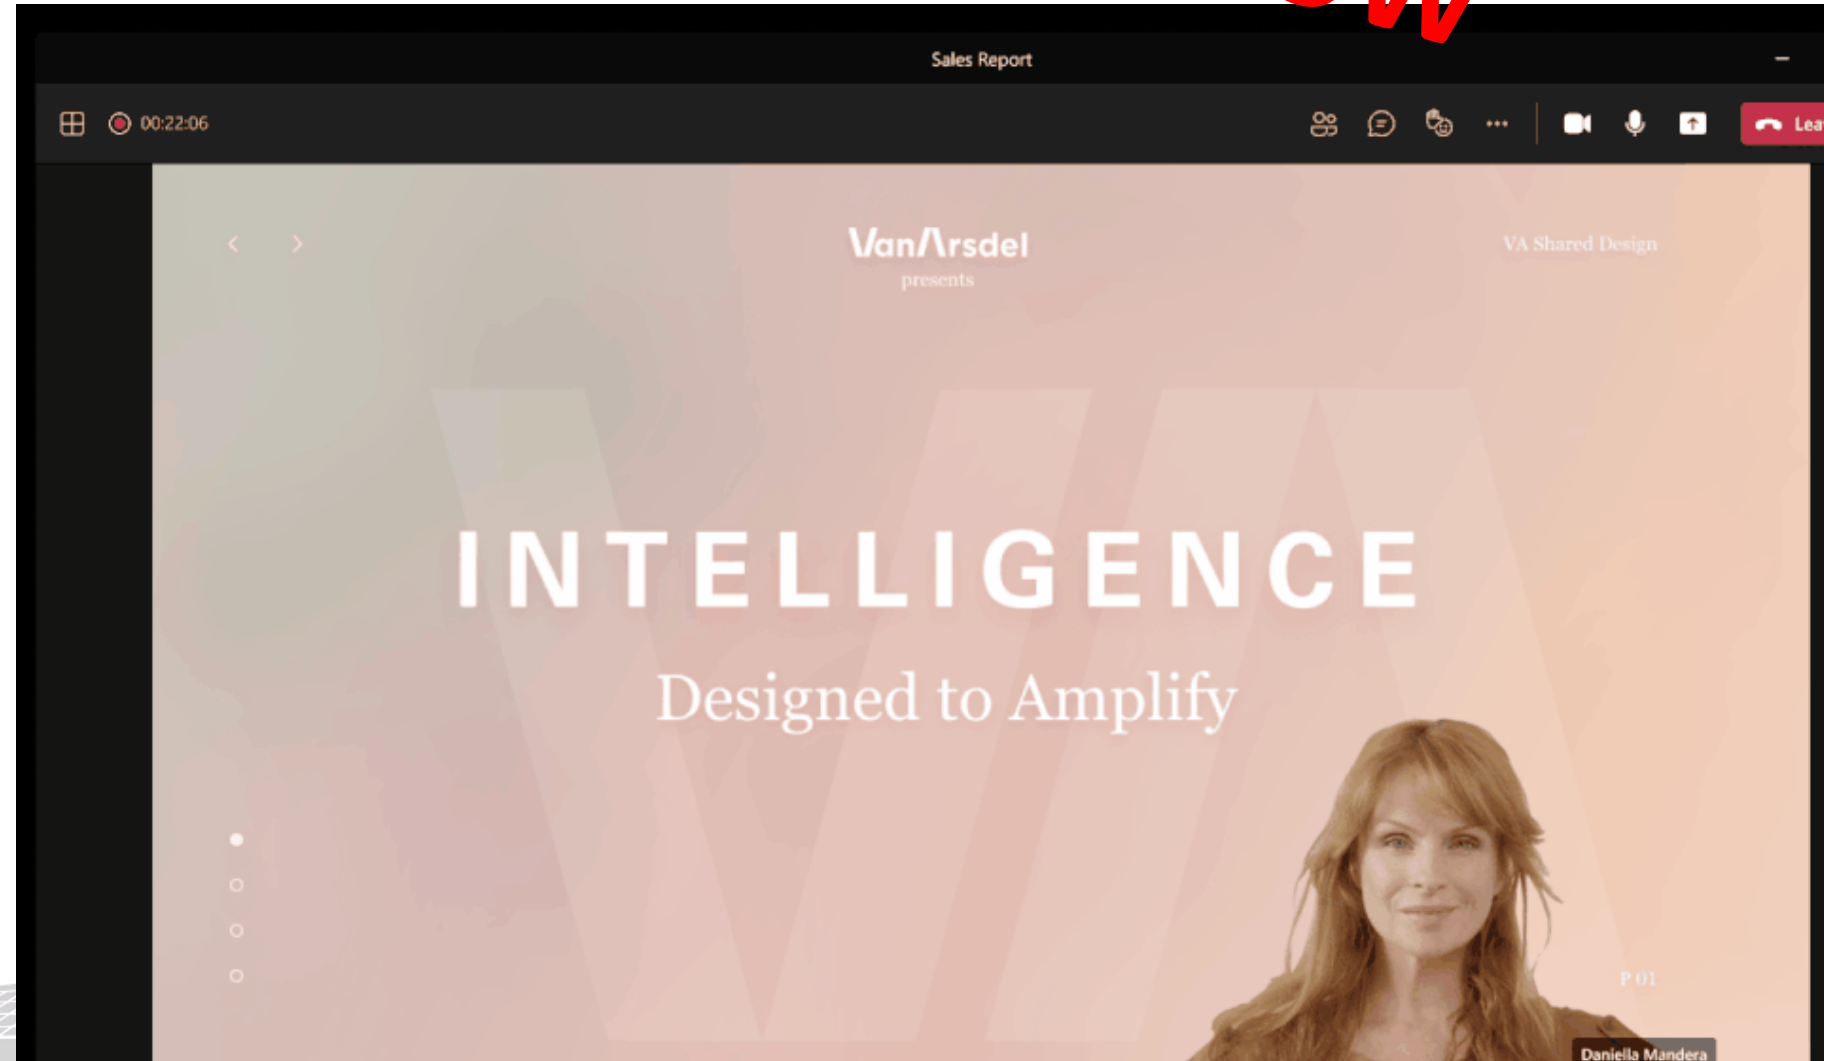 Sales Report
00:22:06
VanArsdel
presents
VA Shared Design
INTELLIGENCE
Designed to Amplify
P 01
Daniella Mandera